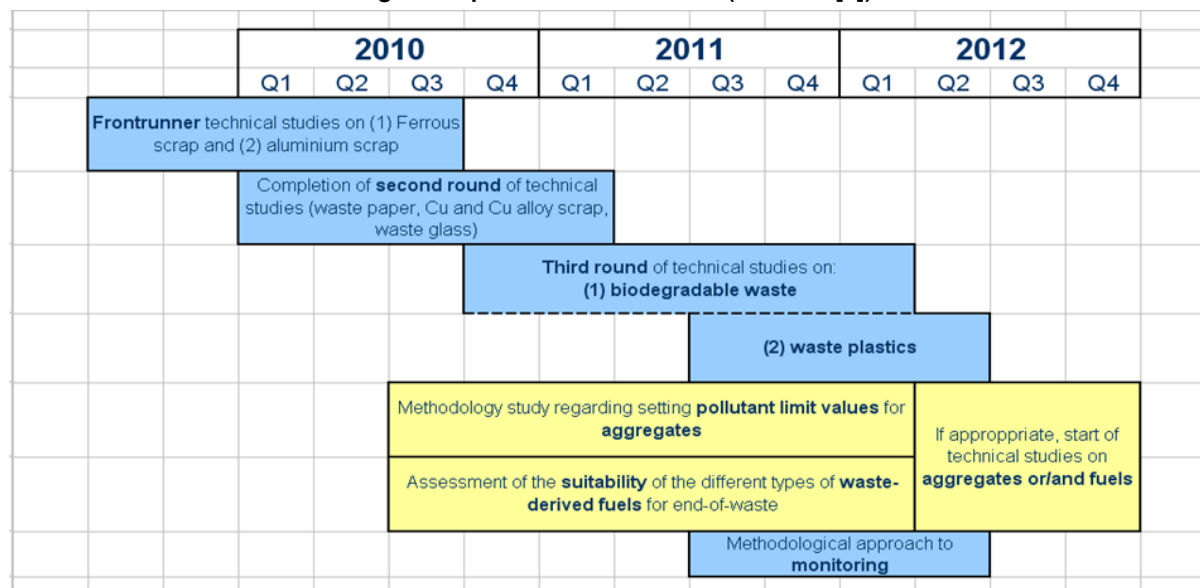 2010 2011 2012
Q1 Q2 Q3 Q4 Q1 Q2 Q3 Q4 Q1 Q2 Q3 Q4
Frontrunner technical studies on (1) Ferrous
scrap and (2) aluminium scrap
Completion of second round of technical
studies (waste paper, Cu and Cu alloy scrap,
waste glass)
Third round of technical studies on:
(1) biodegradable waste
(2) waste plastics
Methodology study regarding setting pollutant limit values for
aggregates
Assessment of the suitability of the different types of waste-
derived fuels for end-of-waste
If approppriate, start of
technical studies on
aggregates or/and fuels
Methodological approach to
monitoring